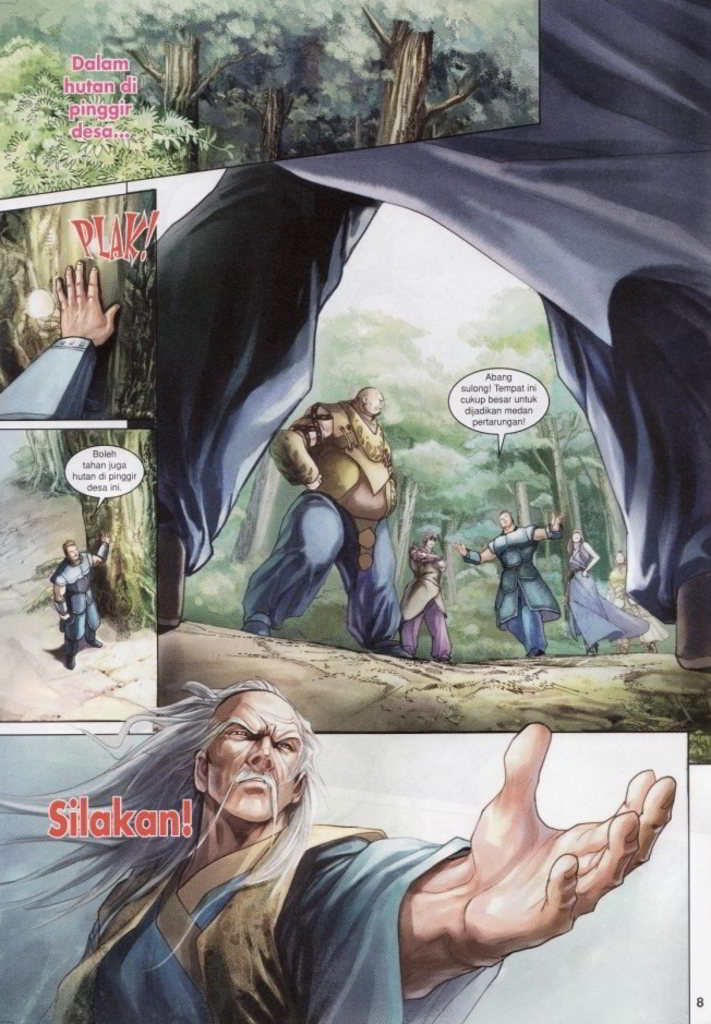 Dalam
hutan di
pinggir
desa...
PLAK!
Boleh
tahan juga
hutan di pinggir
desa ini.
Abang
sulong! Tempat ini
cukup besar untuk
dijadikan medan
pertarungan!
Silakan!
8